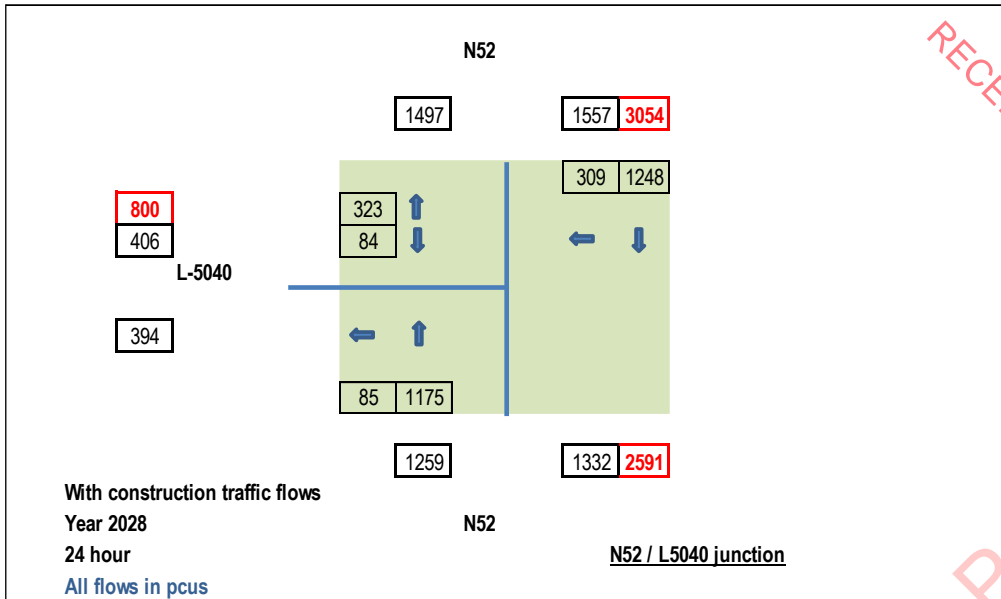 N52
RECE
1497
1557 3054
309 1248
800
323
406
84
L-5040
394
85 1175
1259
1332 2591
With construction traffic flows
Year 2028
N52
24 hour
N52 / L5040 junction
All flows in pcus